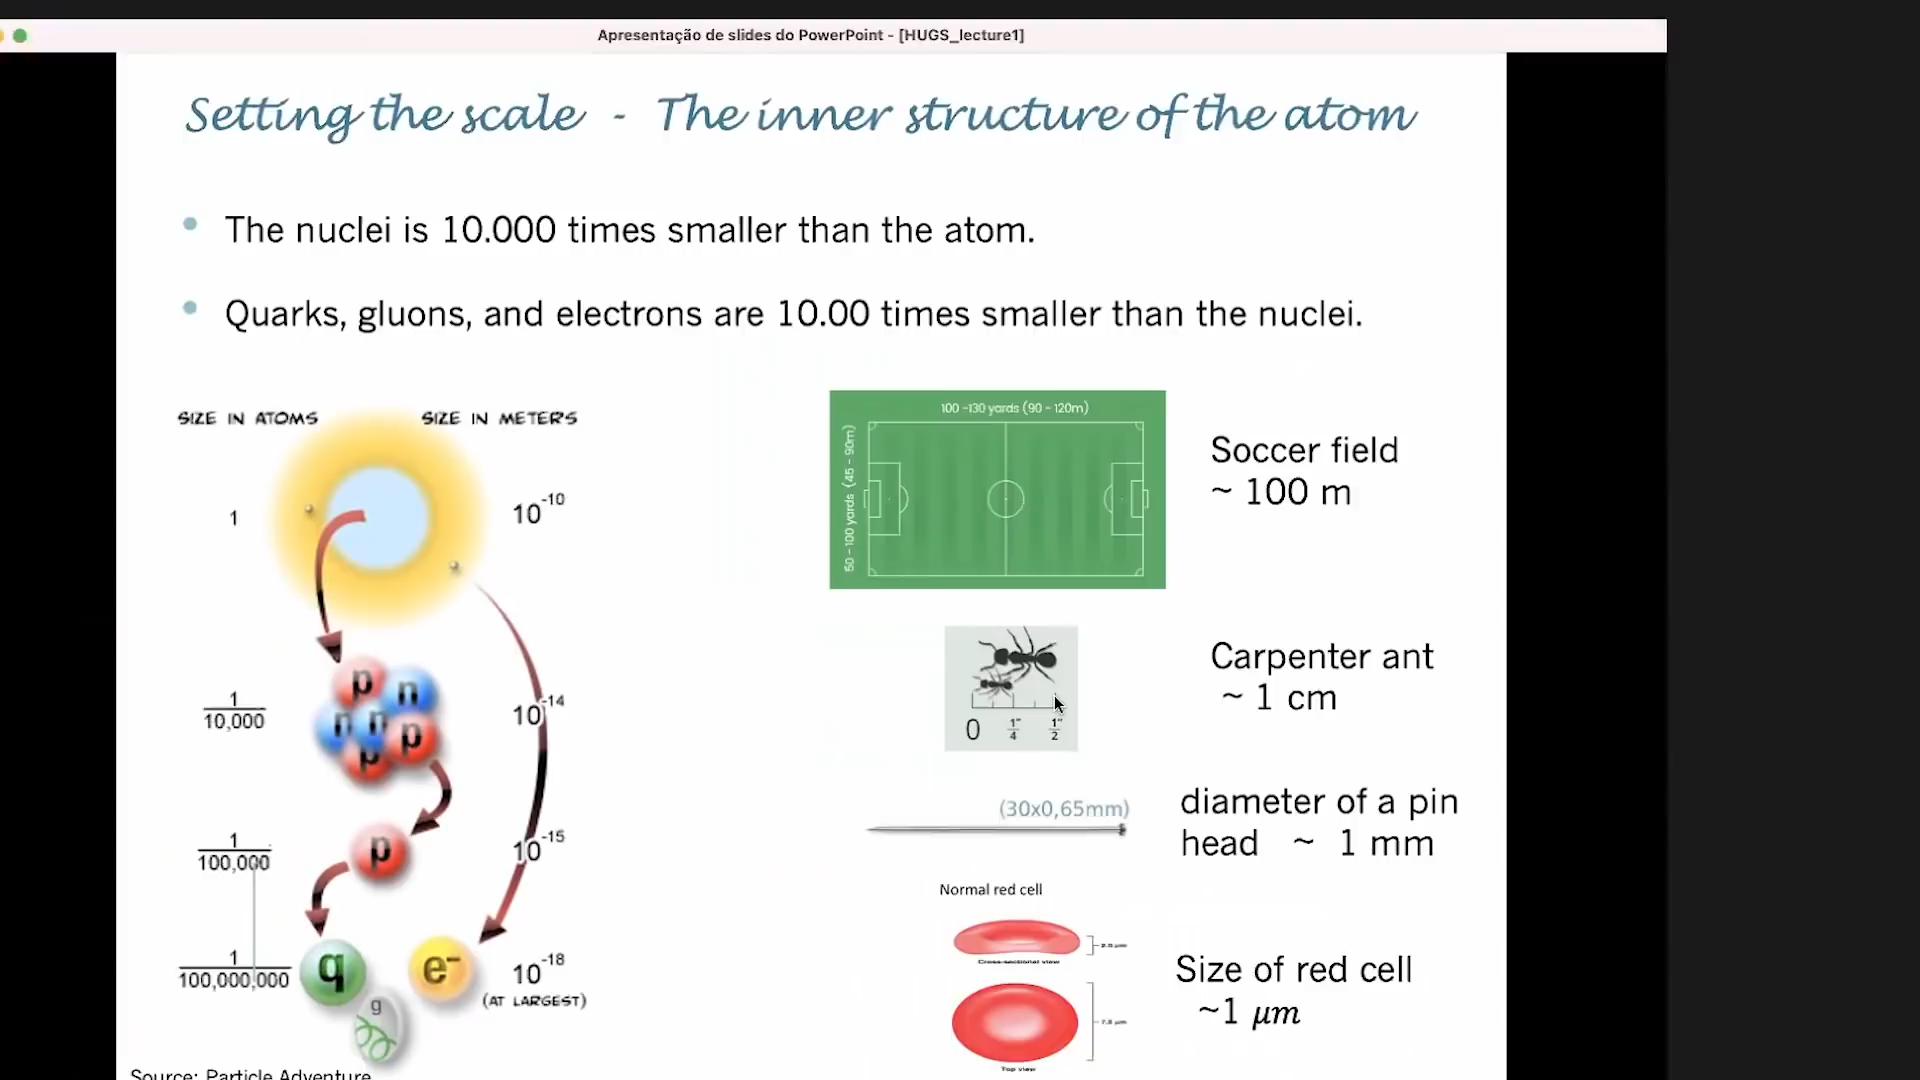 Apresentação de slides do PowerPoint - [HUGS_lecture1]
Setting the scale - The inner structure of the atom
• The nuclei is 10.000 times smaller than the atom.
• Quarks, gluons, and electrons are 10.00 times smaller than the nuclei.
SIZE IN ATOMS
SIZE IN METERS
1
10-10
p
n
n
n
p
p
1
10,000
10-14
1
100,000
p
10-15
1
100,000,000
q
e-
g
10-18
(AT LARGEST)
Source: Particle Adventure
100 -130 yards (90 - 120m)
50 -100 yards (45 - 90m)
Soccer field
~ 100 m
0
1"
4
1"
2
Carpenter ant
~ 1 cm
(30x0,65mm)
diameter of a pin
head ~ 1 mm
Normal red cell
Cross-sectional view
Top view
Size of red cell
~1 μm